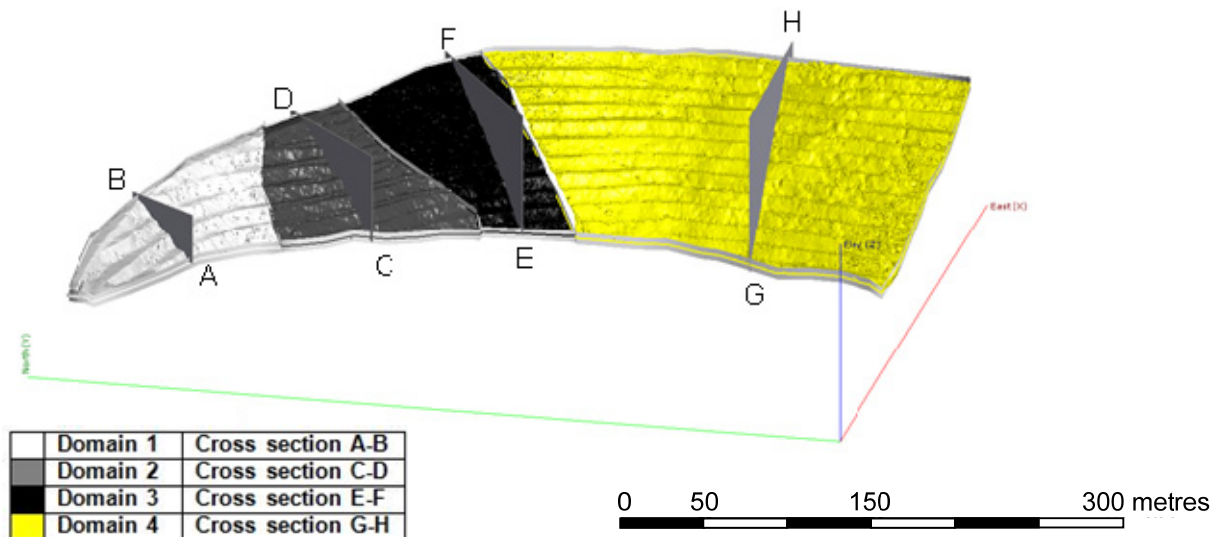 H
F
D
B
East [X]
Elev [Z]
A
C
E
G
North [Y]
Domain 1 Cross section A-B
Domain 2 Cross section C-D
Domain 3 Cross section E-F
Domain 4 Cross section G-H
0 50 150 300 metres